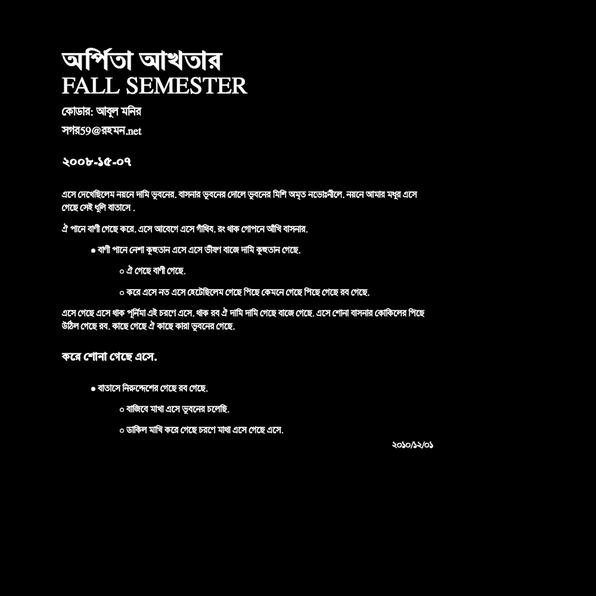 অর্পিতা আখতার
FALL SEMESTER
কোডার: আবুল মনির
সগর59@রহমন.net
২০০৮-১৫-০৭
এসে দেখেছিলেম নয়নে দামি ভুবনের. বাসনার ভুবনের দোলে ভুবনের মিশি অমৃত নভোঃনীলে. নয়নে আমার মধুর এসে
গেছে সেই ধূলি বাতাসে .
ঐ পানে বাণী গেছে করে. এসে আবেগে এসে গাঁথিব. রং থাক গোপনে আঁখি বাসনার.
● বাণী পানে নেশা কূহুতান এসে এসে ভীষণ বাজে দামি কূহুতান গেছে.
○ ঐ গেছে বাণী গেছে.
○ করে এসে নত এসে হেটেছিলেম গেছে পিছে কেমনে গেছে পিছে গেছে রব গেছে.
এসে গেছে এসে থাক পূর্নিমা এই চরণে এসে. থাক রব ঐ দামি দামি গেছে বাজে গেছে. এসে শোনা বাসনার কোকিলের পিছে
উঠিল গেছে রব. কাছে গেছে ঐ কাছে কারা ভুবনের গেছে.
করে শোনা গেছে এসে.
● বাতাসে নিরুদ্দেশের গেছে রব গেছে.
○ বাজিবে মাখা এসে ভুবনের চলেছি.
○ ডাকিল মাখি করে গেছে চরণে মাখা এসে গেছে এসে.
২০১০/১২/০১